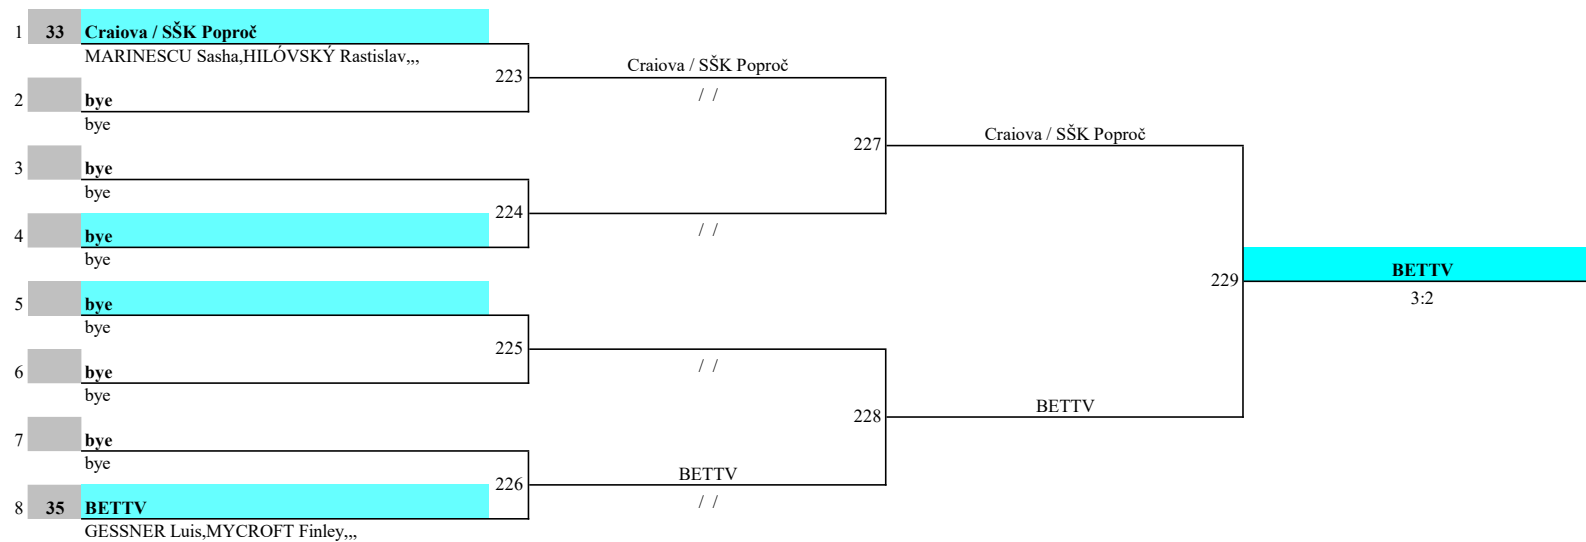 1 33 Craiova / SŠK Poproč
MARINESCU Sasha,HILÓVSKÝ Rastislav,,,
223
Craiova / SŠK Poproč
/ /
2 bye
bye
227
Craiova / SŠK Poproč
3 bye
bye
224
/ /
4 bye
bye
229
BETTV
3:2
5 bye
bye
225
/ /
6 bye
bye
228
BETTV
7 bye
bye
226
BETTV
/ /
8 35 BETTV
GESSNER Luis,MYCROFT Finley,,,